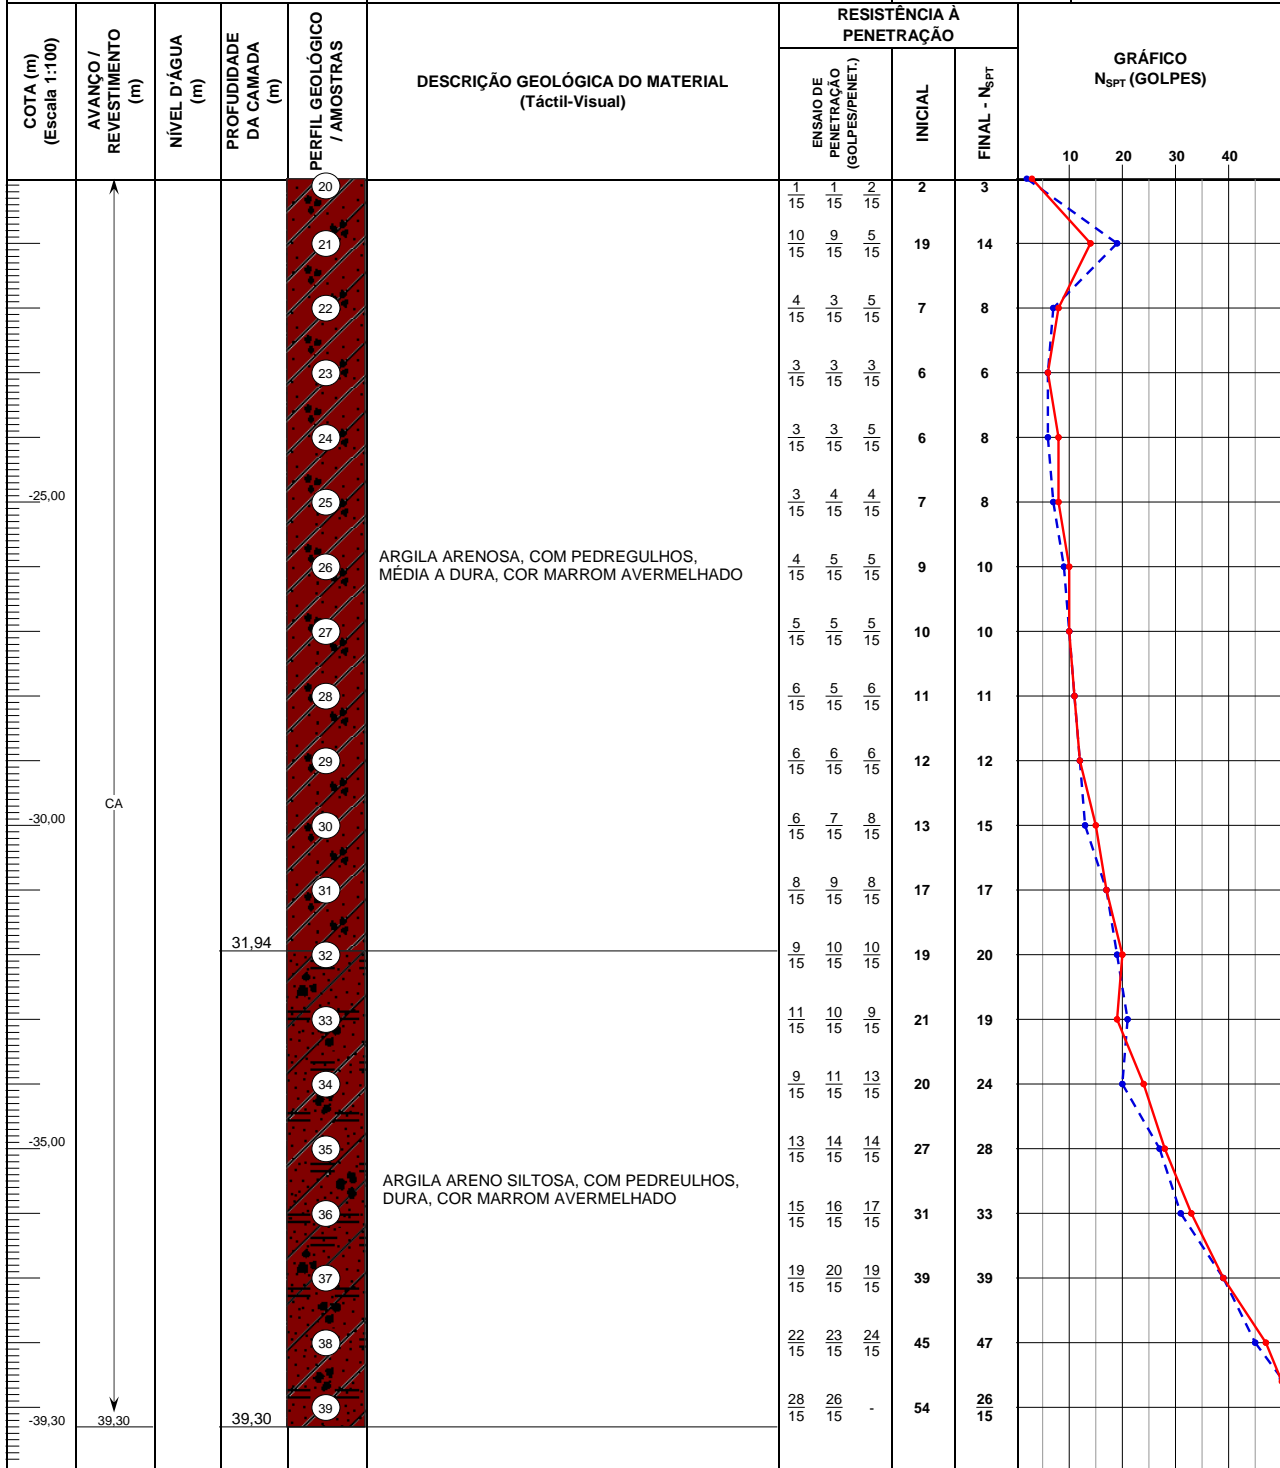 COTA (m)
(Escala 1:100)
AVANÇO /
REVESTIMENTO
(m)
NÍVEL D'ÁGUA
(m)
PROFUDIDADE
DA CAMADA
(m)
PERFIL GEOLÓGICO
/ AMOSTRAS
DESCRIÇÃO GEOLÓGICA DO MATERIAL
(Táctil-Visual)
RESISTÊNCIA À
PENETRAÇÃO
ENSAIO DE
PENETRAÇÃO
(GOLPES/PENET.)
INICIAL
FINAL - NSPT
GRÁFICO
NSPT (GOLPES)
10 20 30 40
20 1/15 1/15 2/15 2 3
21 10/15 9/15 5/15 19 14
22 4/15 3/15 5/15 7 8
23 3/15 3/15 3/15 6 6
24 3/15 3/15 5/15 6 8
-25,00
25 3/15 4/15 4/15 7 8
ARGILA ARENOSA, COM PEDREGULHOS,
MÉDIA A DURA, COR MARROM AVERMELHADO
26 4/15 5/15 5/15 9 10
27 5/15 5/15 5/15 10 10
28 6/15 5/15 6/15 11 11
29 6/15 6/15 6/15 12 12
CA
-30,00
30 6/15 7/15 8/15 13 15
31 8/15 9/15 8/15 17 17
31,94
32 9/15 10/15 10/15 19 20
33 11/15 10/15 9/15 21 19
34 9/15 11/15 13/15 20 24
-35,00
35 13/15 14/15 14/15 27 28
ARGILA ARENO SILTOSA, COM PEDREULHOS,
DURA, COR MARROM AVERMELHADO
36 15/15 16/15 17/15 31 33
37 19/15 20/15 19/15 39 39
38 22/15 23/15 24/15 45 47
39 28/15 26/15 - 54 26/15
-39,30 39,30 39,30